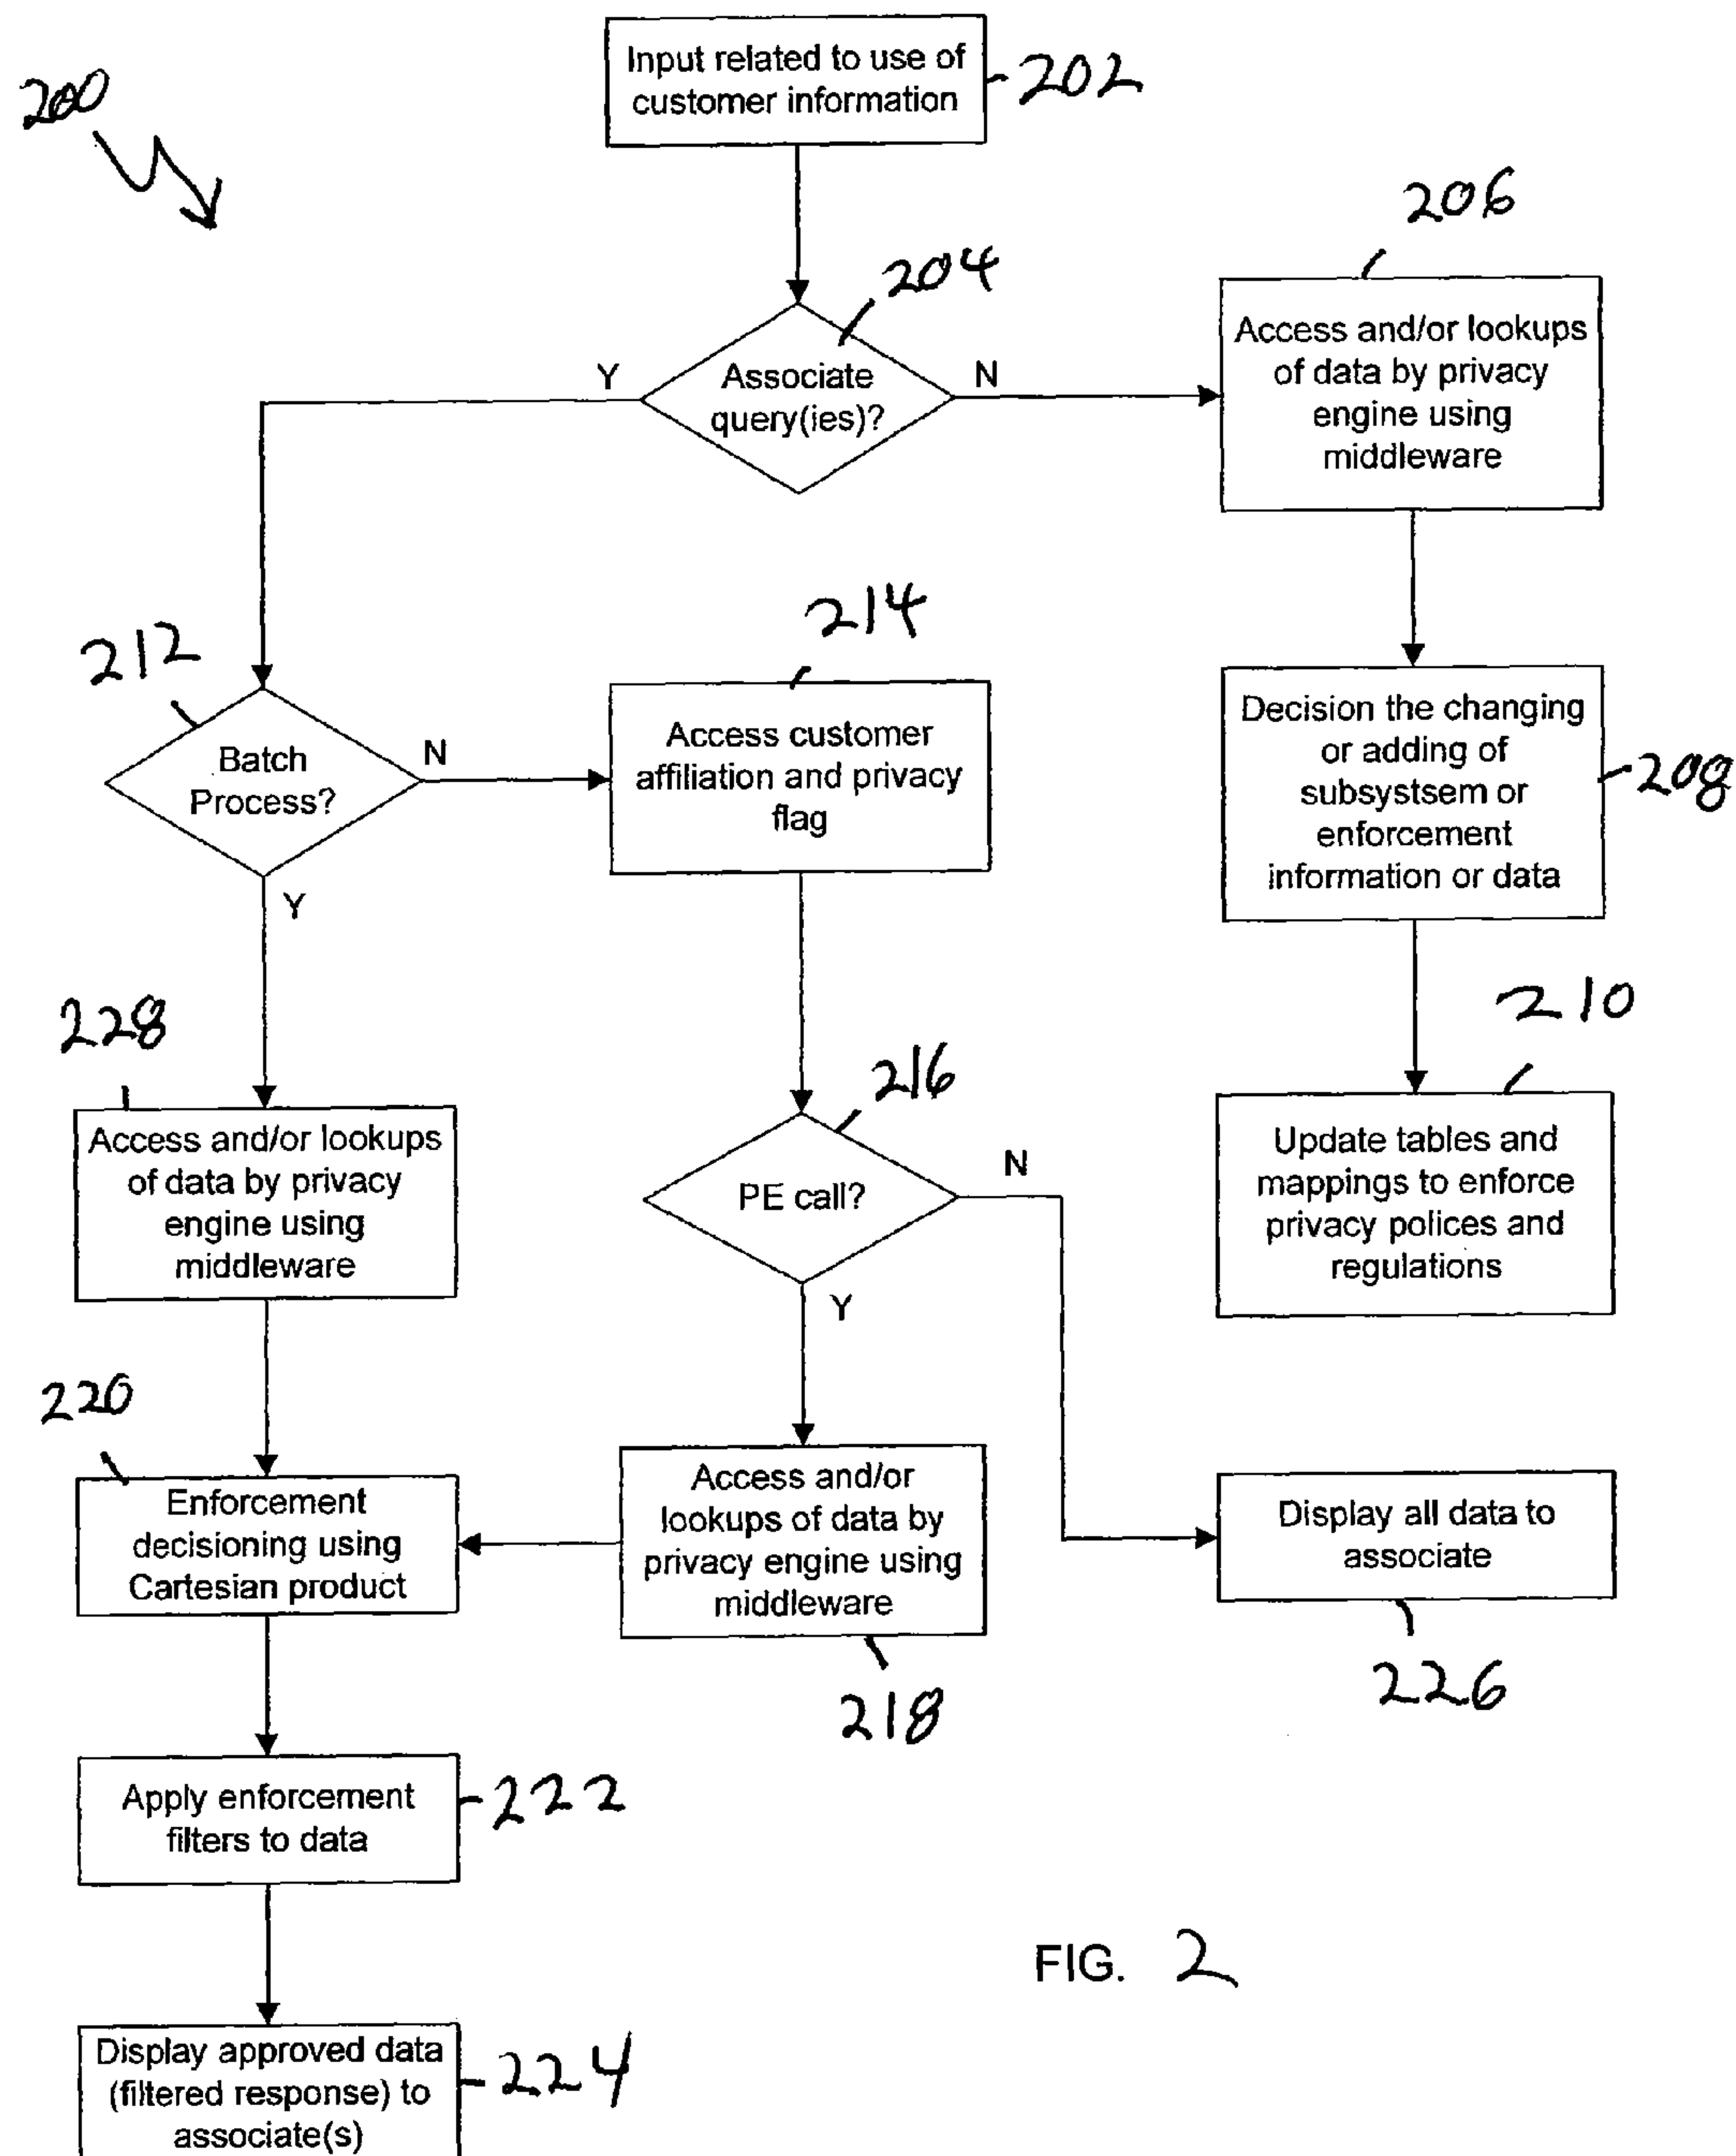 Input related to use of
customer information
202
200
204
Associate
query(ies)?
Y
N
206
Access and/or lookups
of data by privacy
engine using
middleware
212
Batch
Process?
N
Y
214
Access customer
affiliation and privacy
flag
Decision the changing
or adding of
subsystsem or
enforcement
information or data
208
228
Access and/or lookups
of data by privacy
engine using
middleware
216
PE call?
N
Y
210
Update tables and
mappings to enforce
privacy polices and
regulations
220
Enforcement
decisioning using
Cartesian product
Access and/or
lookups of data by
privacy engine using
middleware
218
Display all data to
associate
226
Apply enforcement
filters to data
222
Display approved data
(filtered response) to
associate(s)
224
FIG. 2